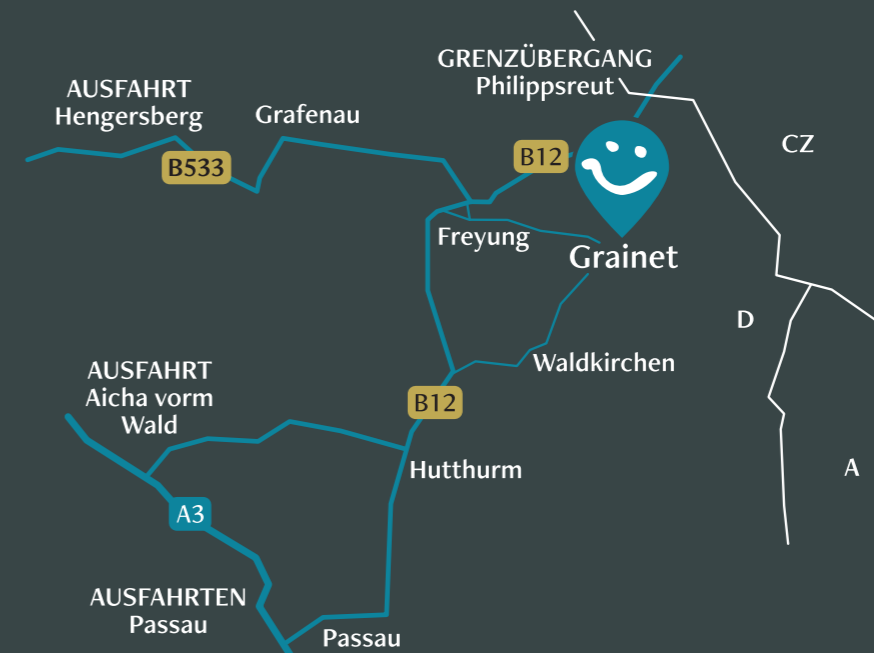 GRENZÜBERGANG
Philippsreut
AUSFAHRT
Hengersberg
Grafenau
B533
B12
CZ
Freyung
Grainet
D
Waldkirchen
AUSFAHRT
Aicha vorm
Wald
B12
Hutthurm
A
A3
AUSFAHRTEN
Passau
Passau